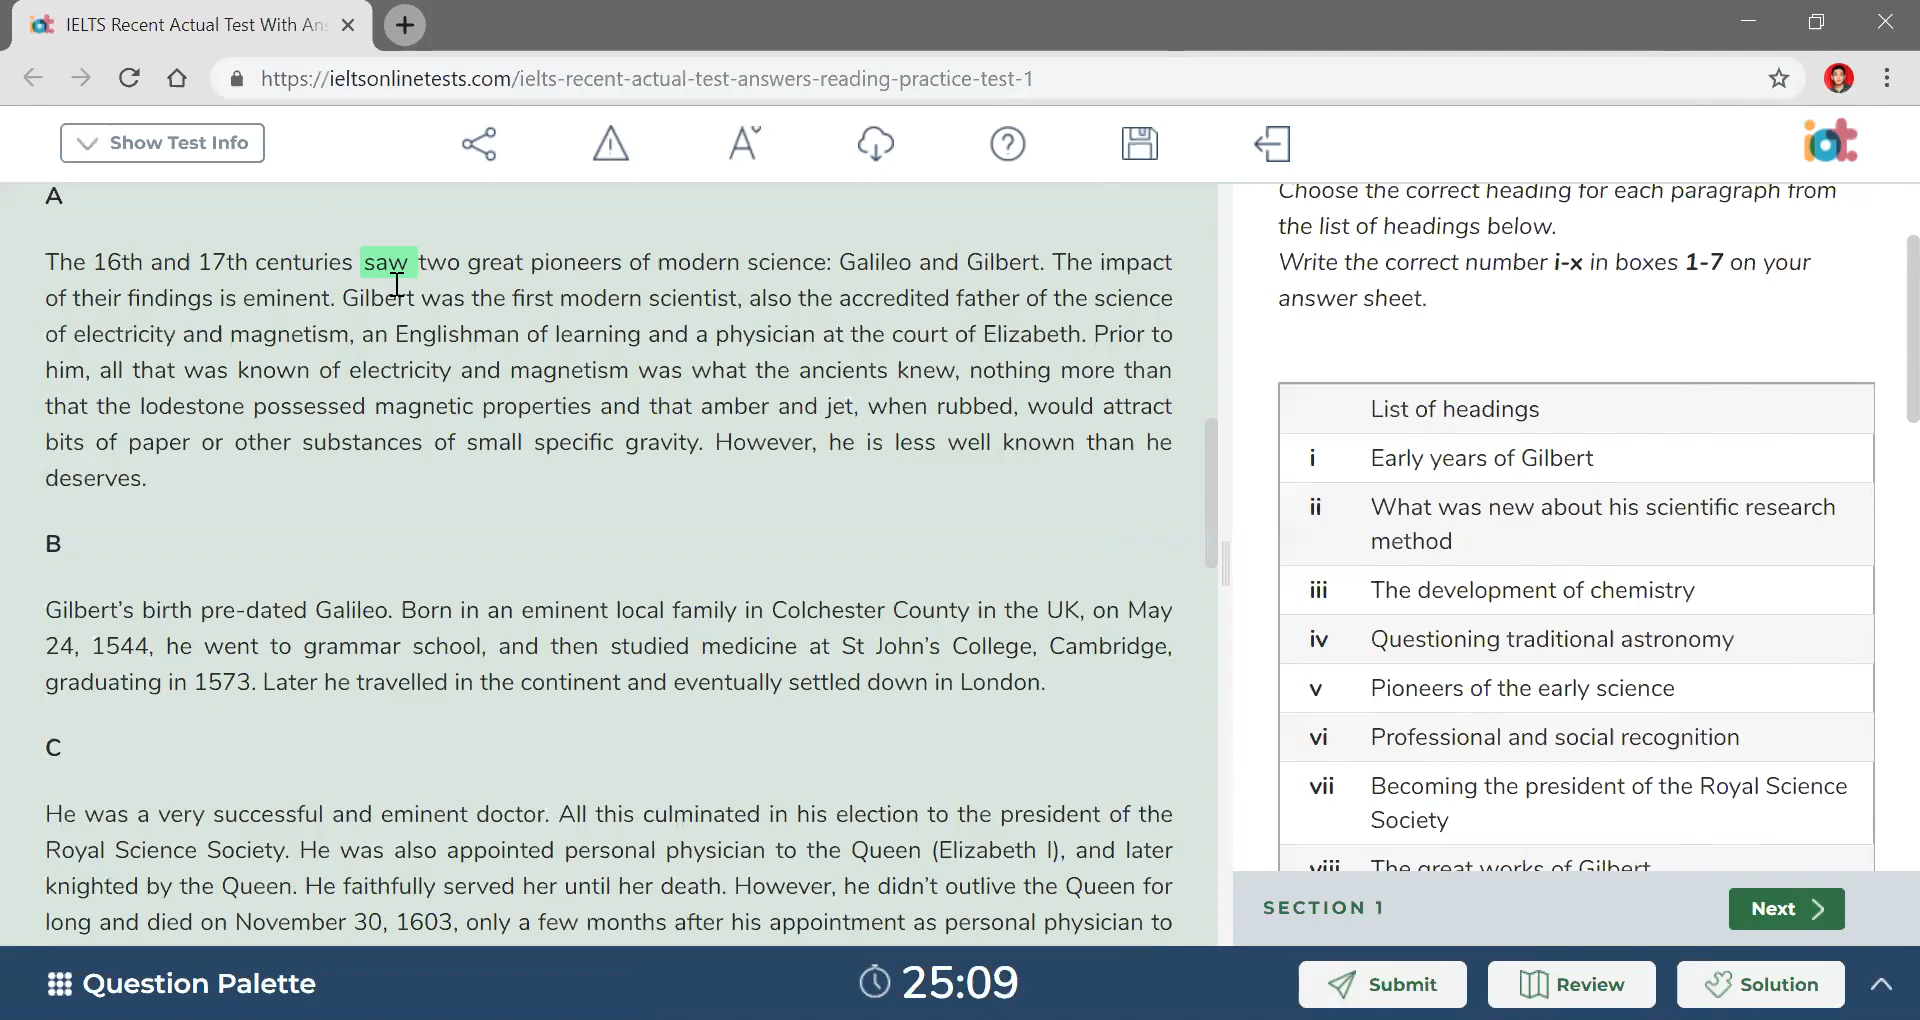 IELTS Recent Actual Test With Ans
https://ieltsonlinetests.com/ielts-recent-actual-test-answers-reading-practice-test-1
Show Test Info
iot
A
The 16th and 17th centuries saw two great pioneers of modern science: Galileo and Gilbert. The impact
of their findings is eminent. Gilbert was the first modern scientist, also the accredited father of the science
of electricity and magnetism, an Englishman of learning and a physician at the court of Elizabeth. Prior to
him, all that was known of electricity and magnetism was what the ancients knew, nothing more than
that the lodestone possessed magnetic properties and that amber and jet, when rubbed, would attract
bits of paper or other substances of small specific gravity. However, he is less well known than he
deserves.
B
Gilbert's birth pre-dated Galileo. Born in an eminent local family in Colchester County in the UK, on May
24, 1544, he went to grammar school, and then studied medicine at St John's College, Cambridge,
graduating in 1573. Later he travelled in the continent and eventually settled down in London.
C
He was a very successful and eminent doctor. All this culminated in his election to the president of the
Royal Science Society. He was also appointed personal physician to the Queen (Elizabeth I), and later
knighted by the Queen. He faithfully served her until her death. However, he didn't outlive the Queen for
long and died on November 30, 1603, only a few months after his appointment as personal physician to
Choose the correct heading for each paragraph from
the list of headings below.
Write the correct number i-x in boxes 1-7 on your
answer sheet.
List of headings
i Early years of Gilbert
ii What was new about his scientific research
method
iii The development of chemistry
iv Questioning traditional astronomy
v Pioneers of the early science
vi Professional and social recognition
vii Becoming the president of the Royal Science
Society
viii The great works of Gilbert
SECTION 1
Next
Question Palette
25:09
Submit
Review
Solution